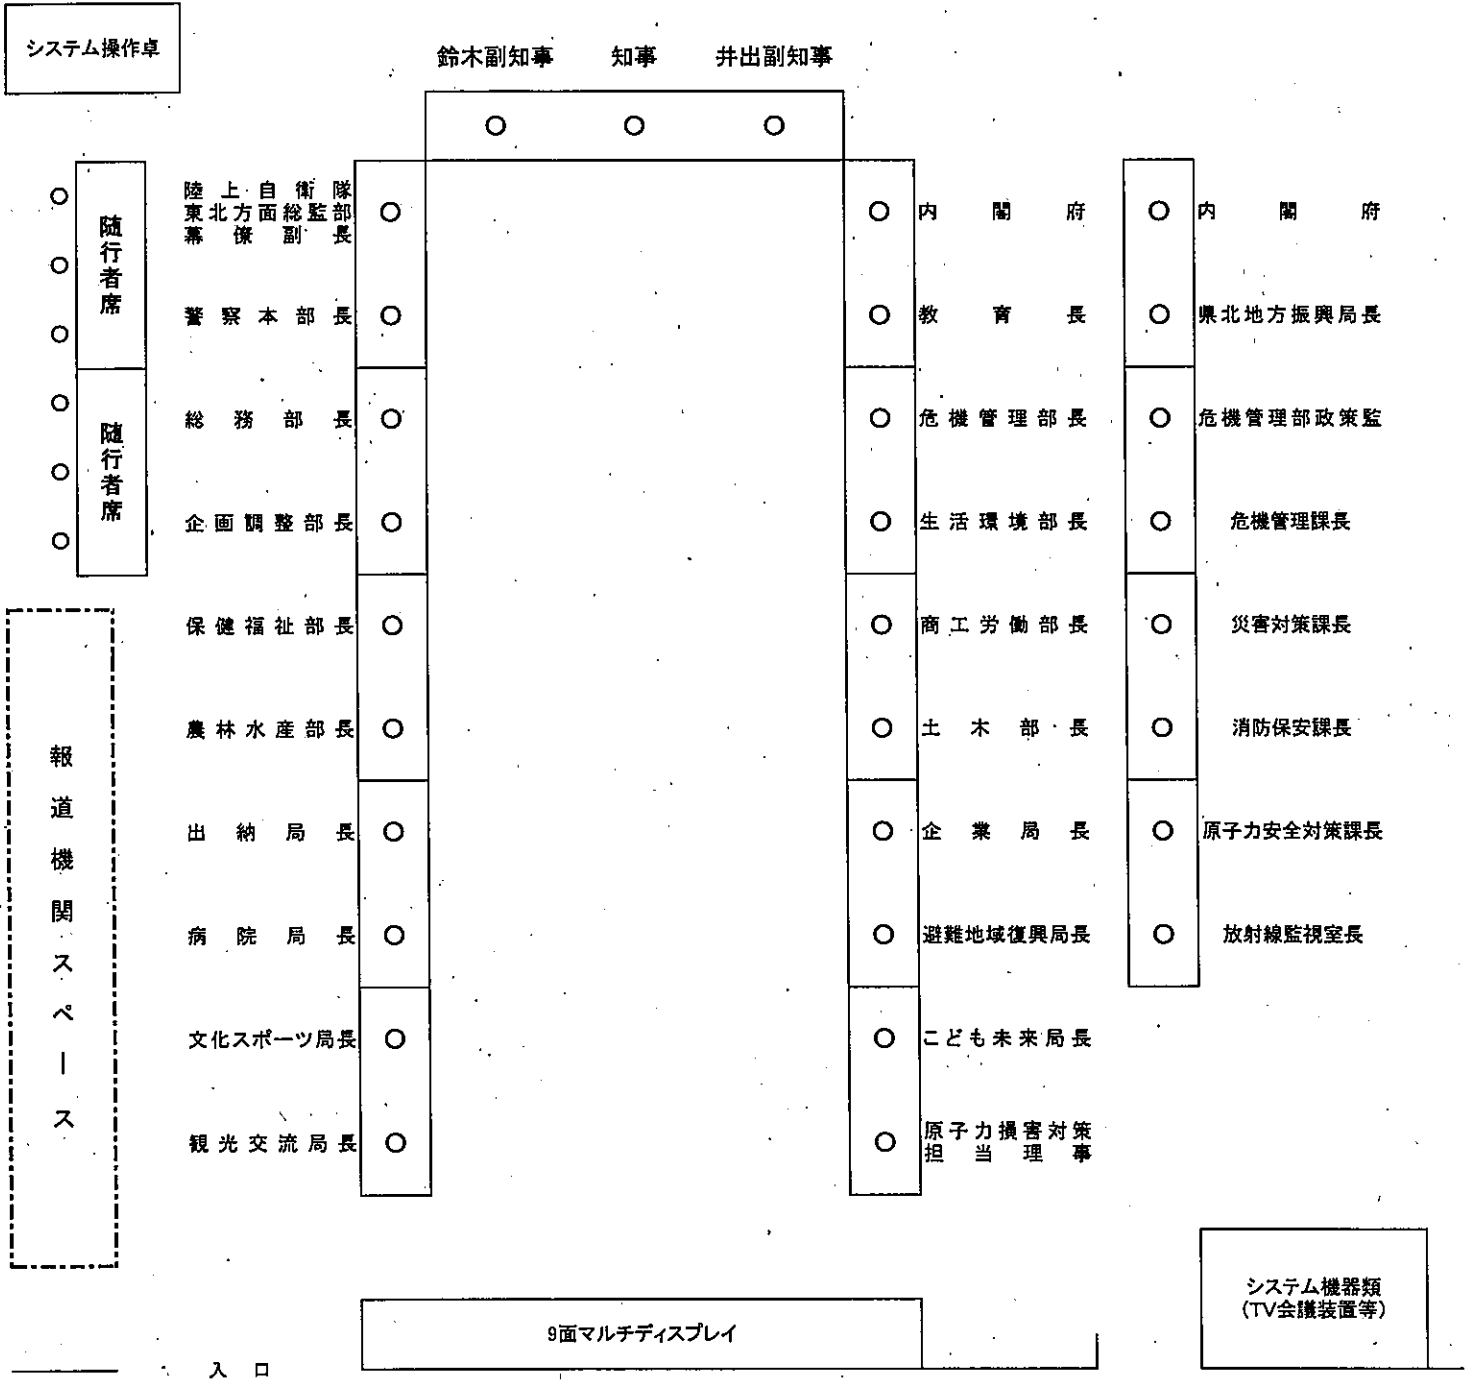 システム操作卓
鈴木副知事 知事 井出副知事
随行者席
随行者席
報道機関スペース
陸上自衛隊
東北方面総監部
幕僚副長
警察本部長
総務部長
企画調整部長
保健福祉部長
農林水産部長
出納局長
病院局長
文化スポーツ局長
観光交流局長
内閣府
教育長
危機管理部長
生活環境部長
商工労働部長
土木部長
企業局長
避難地域復興局長
こども未来局長
原子力損害対策
担当理事
内閣府
県北地方振興局長
危機管理部政策監
危機管理課長
災害対策課長
消防保安課長
原子力安全対策課長
放射線監視室長
システム機器類
(TV会議装置等)
9面マルチディスプレイ
入口